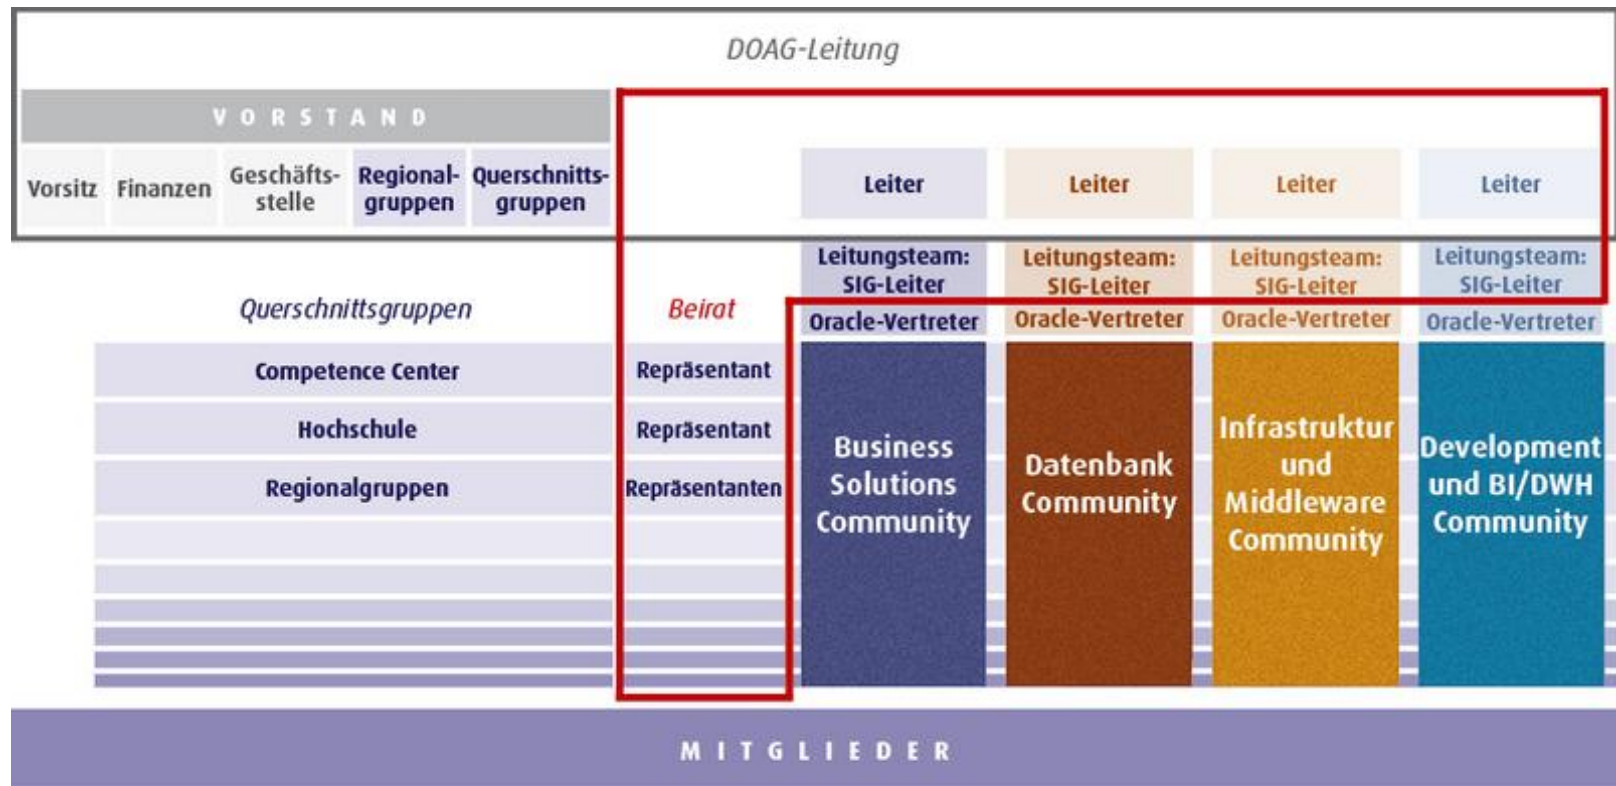 DOAG-Leitung
VORSTAND
Vorsitz
Finanzen
Geschäfts-
stelle
Regional-
gruppen
Querschnitts-
gruppen
Leiter
Leiter
Leiter
Leiter
Leitungsteam:
SIG-Leiter
Oracle-Vertreter
Leitungsteam:
SIG-Leiter
Oracle-Vertreter
Leitungsteam:
SIG-Leiter
Oracle-Vertreter
Leitungsteam:
SIG-Leiter
Oracle-Vertreter
Querschnittsgruppen
Beirat
Competence Center
Repräsentant
Hochschule
Repräsentant
Regionalgruppen
Repräsentanten
Business
Solutions
Community
Datenbank
Community
Infrastruktur
und
Middleware
Community
Development
und BI/DWH
Community
MITGLIEDER